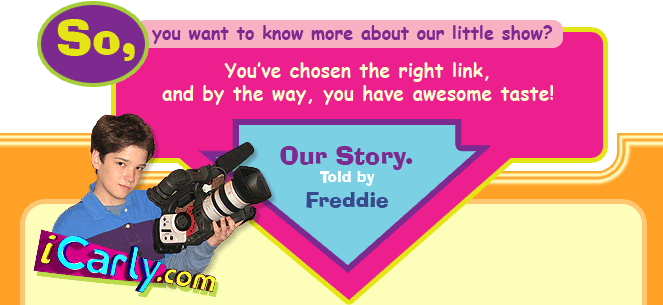 So, you want to know more about our little show?
You've chosen the right link,
and by the way, you have awesome taste!
Our Story.
Told by
Freddie
iCarly.com